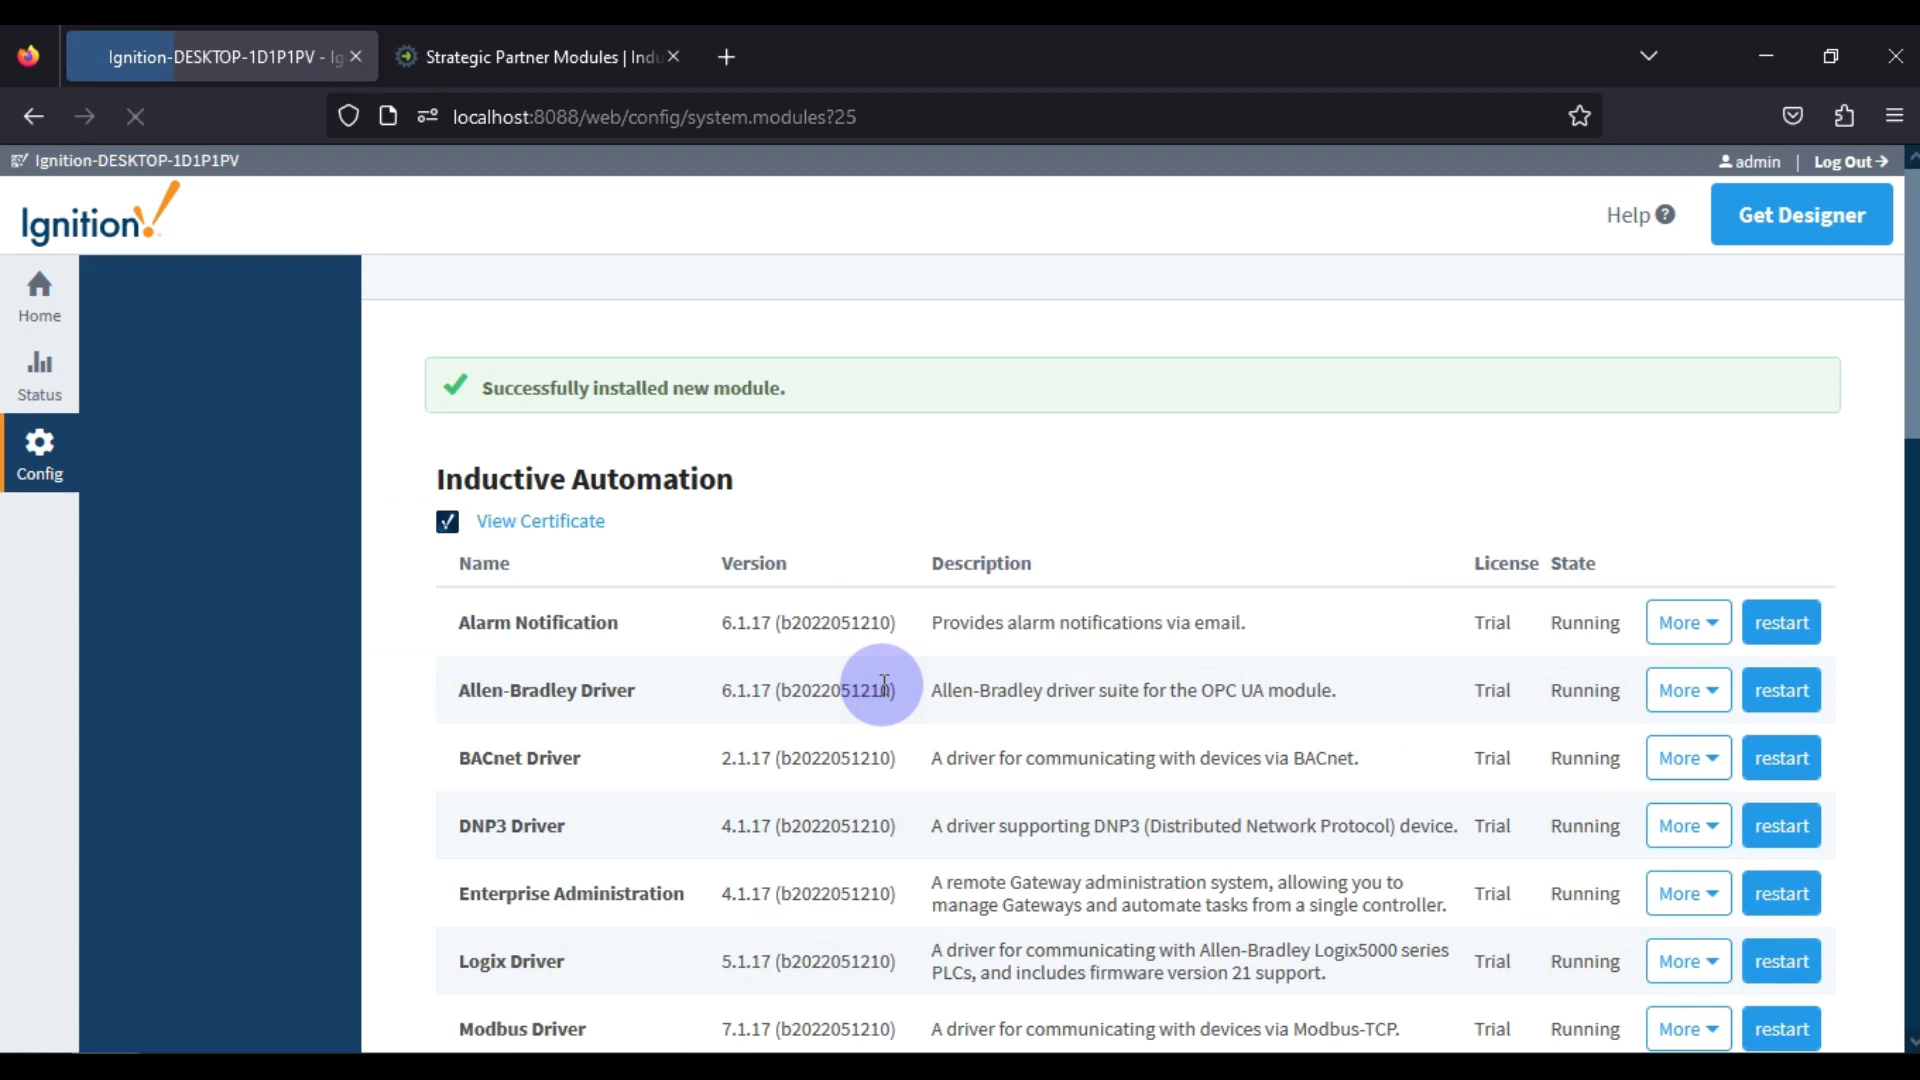 Ignition-DESKTOP-1D1P1PV - Ig
Strategic Partner Modules | Indu
localhost:8088/web/config/system.modules?25
Ignition-DESKTOP-1D1P1PV
admin | Log Out
Ignition!
Help ?
Get Designer
Home
Status
Config
Successfully installed new module.
Inductive Automation
View Certificate
Name Version Description License State
Alarm Notification 6.1.17 (b2022051210) Provides alarm notifications via email. Trial Running More restart
Allen-Bradley Driver 6.1.17 (b2022051210) Allen-Bradley driver suite for the OPC UA module. Trial Running More restart
BACnet Driver 2.1.17 (b2022051210) A driver for communicating with devices via BACnet. Trial Running More restart
DNP3 Driver 4.1.17 (b2022051210) A driver supporting DNP3 (Distributed Network Protocol) device. Trial Running More restart
Enterprise Administration 4.1.17 (b2022051210) A remote Gateway administration system, allowing you to
manage Gateways and automate tasks from a single controller. Trial Running More restart
Logix Driver 5.1.17 (b2022051210) A driver for communicating with Allen-Bradley Logix5000 series
PLCs, and includes firmware version 21 support. Trial Running More restart
Modbus Driver 7.1.17 (b2022051210) A driver for communicating with devices via Modbus-TCP. Trial Running More restart